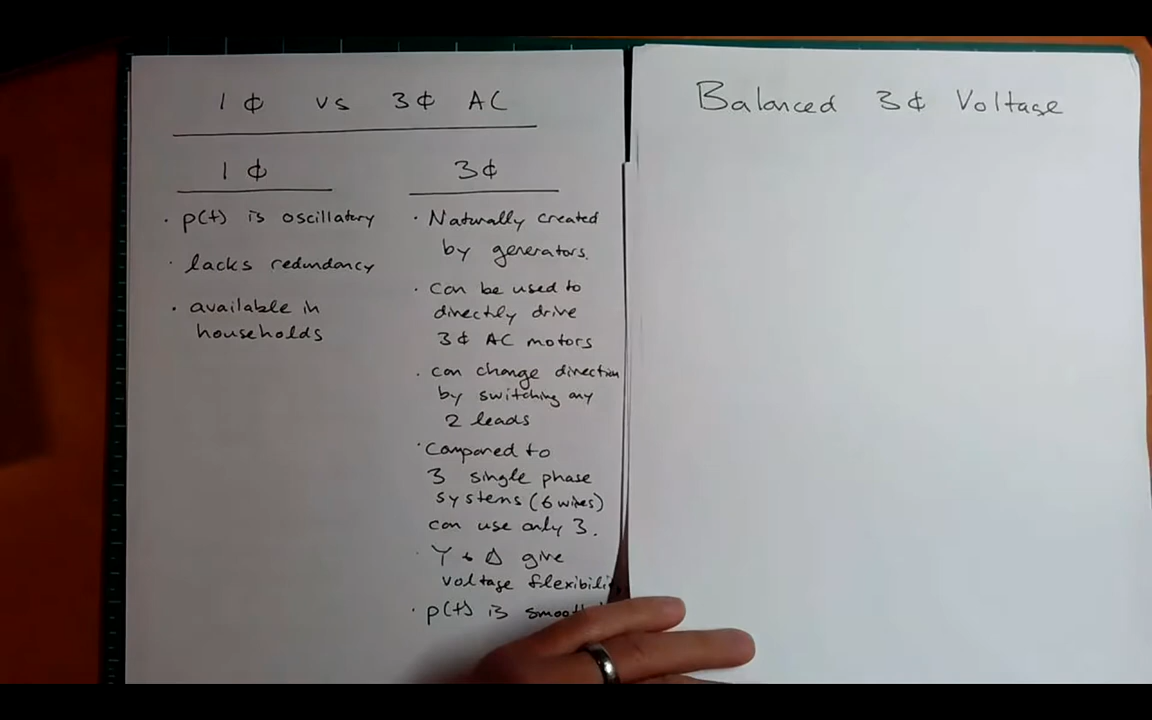 1 ¢ vs 3¢ AC
1 ¢
· p(t) is oscillatory
· lacks redundancy
· available in
households
3¢
· Naturally created
by generators.
· Can be used to
directly drive
3¢ AC motors
· can change direction
by switching any
2 leads
· Compared to
3 single phase
systems (6 wires)
can use only 3.
· Y & Δ give
voltage flexibili
· p(t) is smoot
Balanced 3¢ Voltage